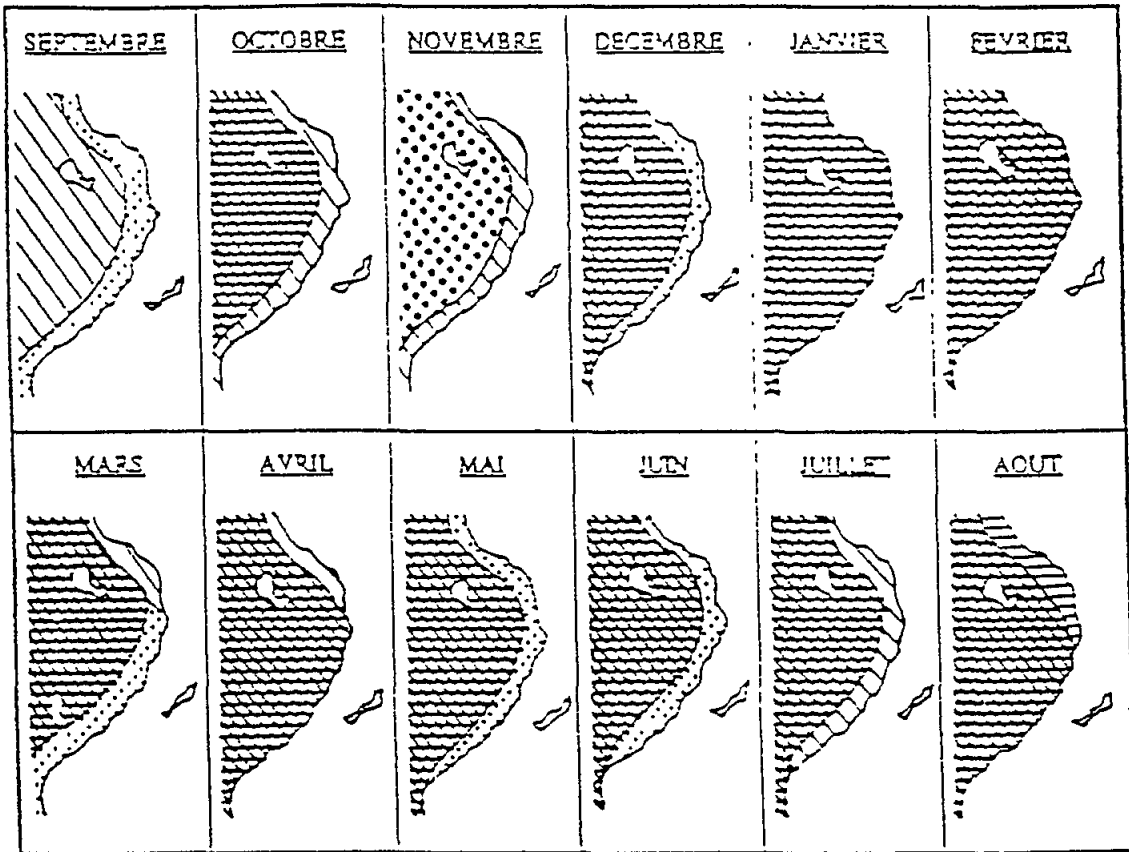 SEPTEMBRE
OCTOBRE
NOVEMBRE
DECEMBRE
JANVIER
FEVRIER
MARS
AVRIL
MAI
JUIN
JUILLET
AOUT